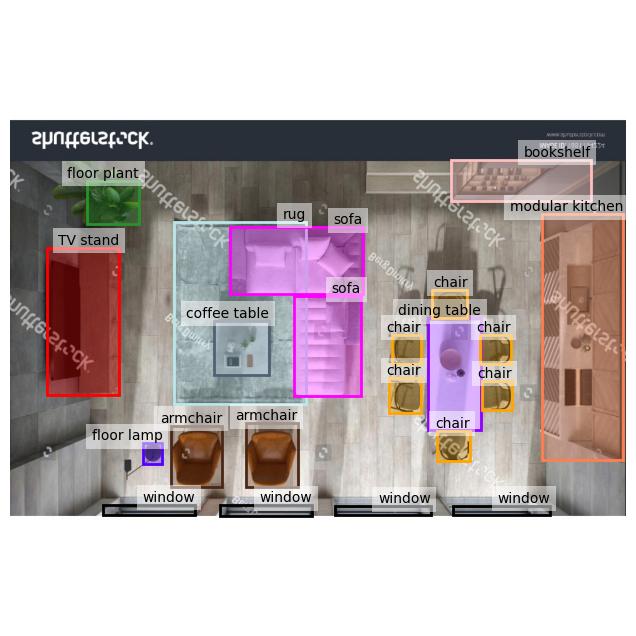 shutterstock
bookshelf
floor plant
modular kitchen
rug
sofa
TV stand
chair
sofa
dining table
coffee table
chair
chair
chair
chair
armchair
armchair
chair
floor lamp
window
window
window
window